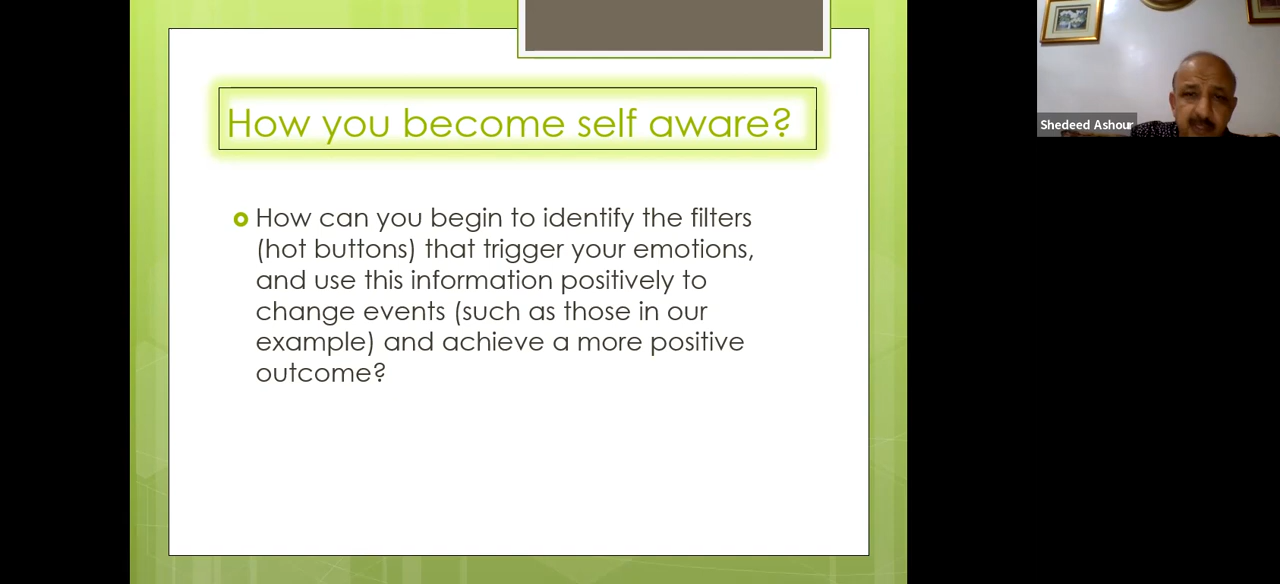 How you become self aware?
How can you begin to identify the filters
(hot buttons) that trigger your emotions,
and use this information positively to
change events (such as those in our
example) and achieve a more positive
outcome?
Shedeed Ashour